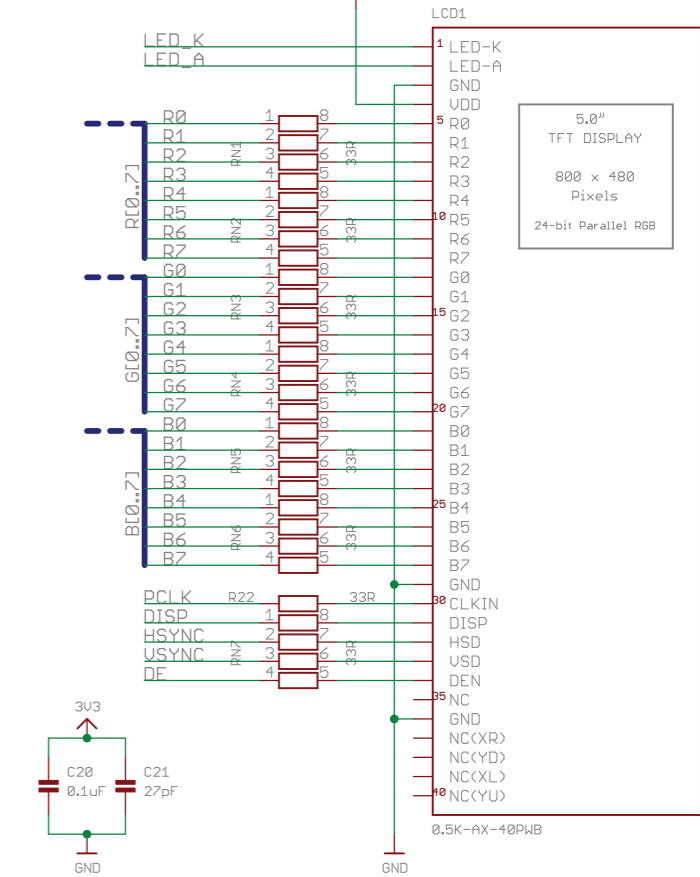 LCD1
LED_K 1 LED-K
LED_A LED-A
GND
VDD
R0 1 8 5 R0
R1 2 7 R1
R2 3 6 R2
R3 4 5 R3
R4 1 8 R4
R5 2 7 10 R5
R6 3 6 R6
R7 4 5 R7
G0 1 8 G0
G1 2 7 G1
G2 3 6 15 G2
G3 4 5 G3
G4 1 8 G4
G5 2 7 G5
G6 3 6 G6
G7 4 5 20 G7
B0 1 8 B0
B1 2 7 B1
B2 3 6 B2
B3 4 5 B3
B4 1 8 25 B4
B5 2 7 B5
B6 3 6 B6
B7 4 5 B7
GND
PCLK R22 33R 30 CLKIN
DISP 1 8 DISP
HSYNC 2 7 HSD
VSYNC 3 6 VSD
DE 4 5 DEN
35 NC
GND
NC(XR)
NC(YD)
NC(XL)
40 NC(YU)
0.5K-AX-40PWB
GND
R[0..7]
G[0..7]
B[0..7]
RN1 33R
RN2 33R
RN3 33R
RN4 33R
RN5 33R
RN6 33R
RN7 33R
5.0"
TFT DISPLAY
800 x 480
Pixels
24-bit Parallel RGB
3V3
C20 C21
0.1uF 27pF
GND